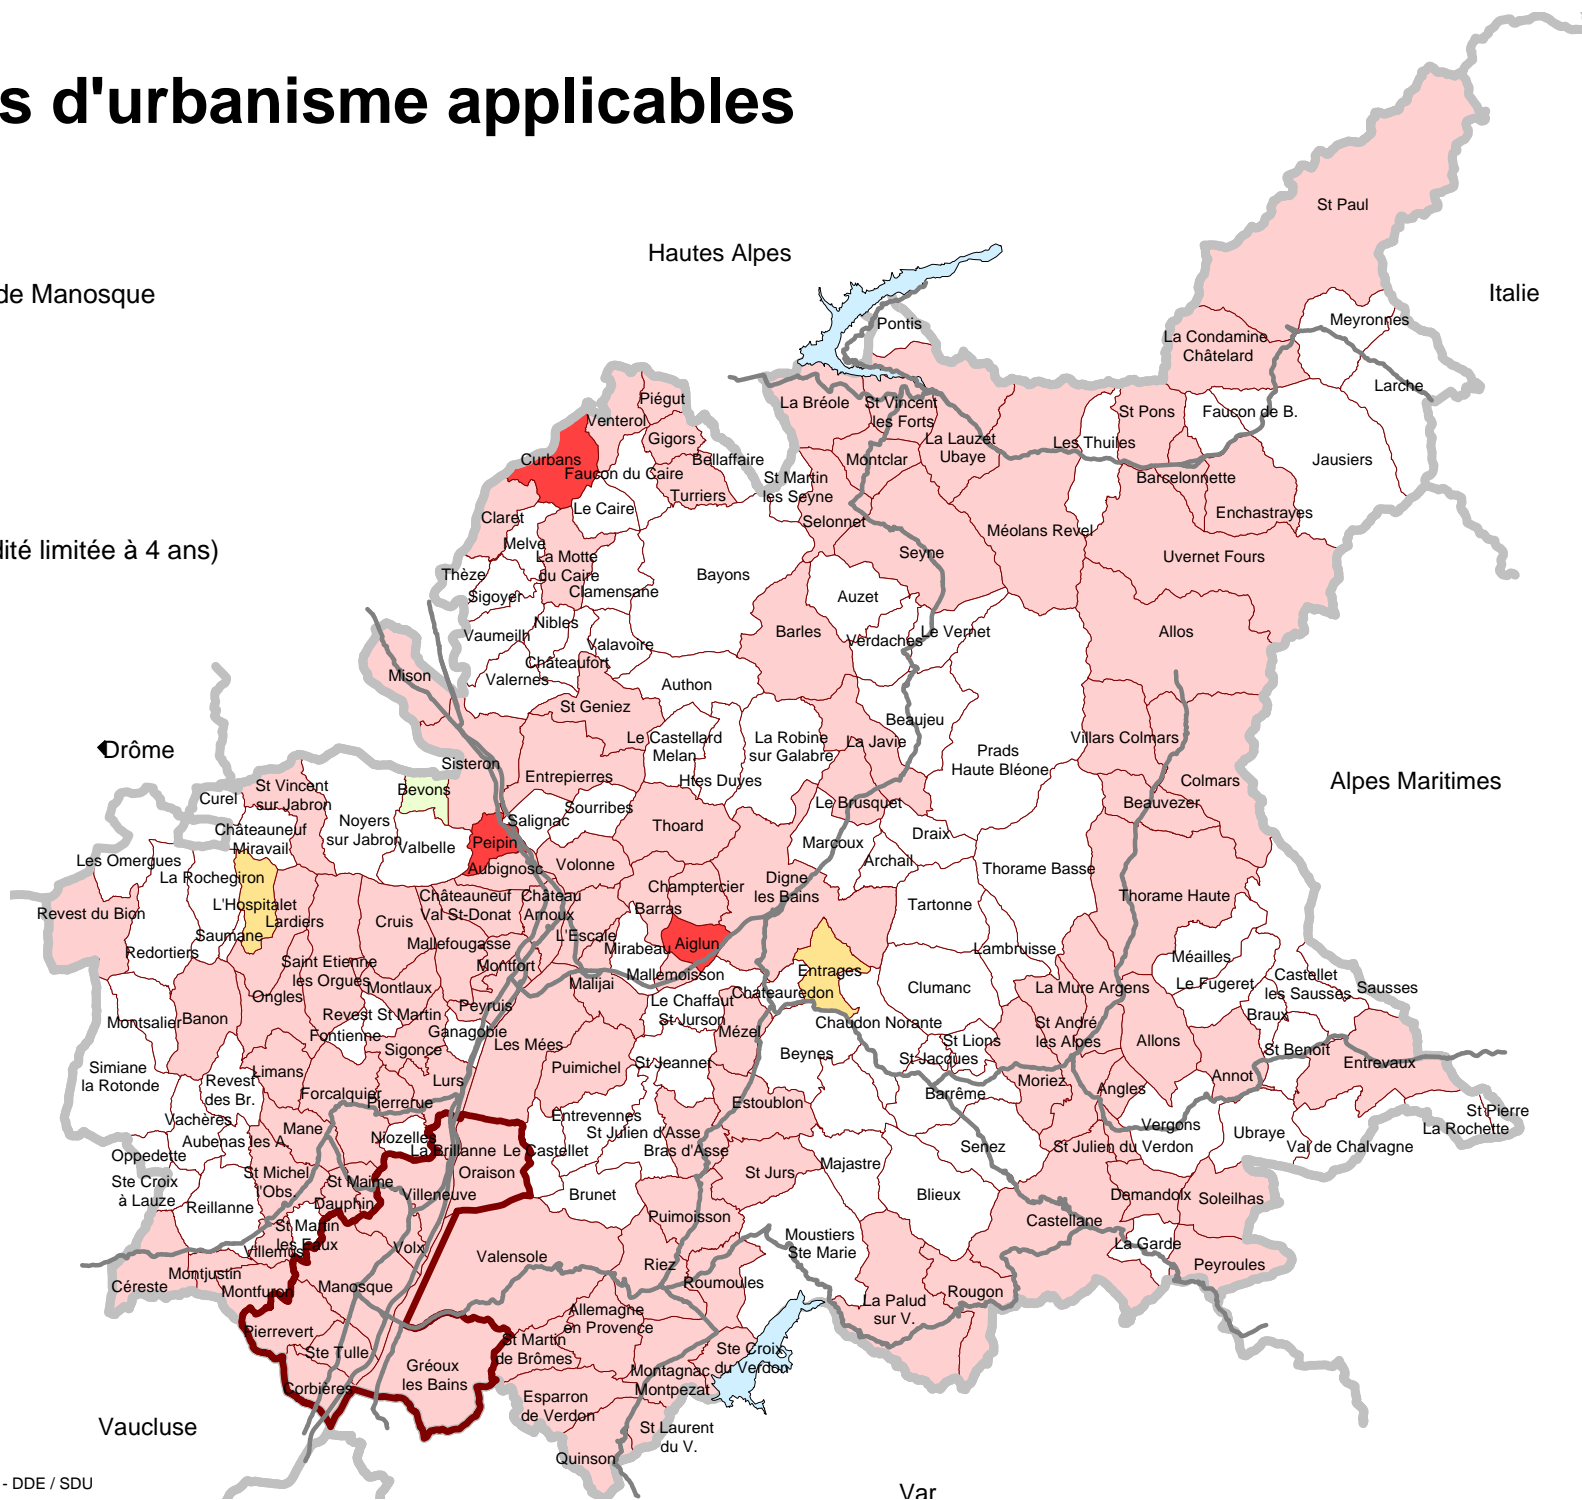 s d'urbanisme applicables
St Paul
Hautes Alpes
de Manosque
Italie
Pontis
Meyronnes
La Condamine
Châtelard
Larche
Piégut
La Bréole
St Vincent
les Forts
St Pons
Faucon de B.
Venterol
Gigors
La Lauzet
Ubaye
Les Thuiles
Curbans
Bellaffaire
Montclar
Jausiers
Faucon du Caire
St Martin
les Seyne
Barcelonnette
Turriers
Le Caire
Enchastrayes
Claret
Selonnet
Méolans Revel
Melve
dité limitée à 4 ans)
La Motte
du Caire
Seyne
Uvernet Fours
Thèze
Bayons
Sigoyer
Clamensane
Auzet
Nibles
Vaumeilh
Valavoire
Barles
Verdaches
Le Vernet
Allos
Châteaufort
Mison
Valernes
Authon
St Geniez
Beaujeu
Le Castellard
Melan
La Robine
sur Galabre
La Javie
Villars Colmars
Drôme
Prads
Haute Bléone
Sisteron
Entrepierres
Htes Duyes
Colmars
Alpes Maritimes
St Vincent
sur Jabron
Bevons
Curel
Sourribes
Le Brusquet
Beauvezer
Noyers
sur Jabron
Salignac
Thoard
Châteauneuf
Miravail
Valbelle
Peipin
Marcoux
Draix
Les Omergues
Aubignosc
Volonne
Archail
Thorame Basse
La Rochegiron
Champtercier
Digne
les Bains
Châteauneuf
Val St-Donat
Château
Arnoux
Thorame Haute
L'Hospitalet
Revest du Bion
Lardiers
Cruis
Barras
Tartonne
Saumane
Mallefougasse
L'Escale
Mirabeau
Aiglun
Lambruisse
Redortiers
Saint Etienne
les Orgues
Montfort
Mallemoisson
Entrages
Méailles
Castellet
les Sausses
Sausses
Ongles
Montlaux
Malijai
Châteauredon
Clumanc
La Mure Argens
Le Fugeret
Le Chaffaut
St Jurson
Peyruis
Montsalier
Banon
Revest St Martin
Chaudon Norante
Braux
Fontienne
Ganagobie
Mézel
St André
les Alpes
Les Mées
St Lions
Allons
Sigonce
Beynes
St Jacques
St Benoît
Simiane
la Rotonde
Limans
Puimichel
St Jeannet
Entrevaux
Revest
des Br.
Lurs
Moriez
Annot
Forcalquier
Pierrerue
Estoublon
Barrême
Angles
Vachères
Entrevennes
St Pierre
Mane
Niozelles
St Julien d'Asse
Vergons
Ubraye
La Rochette
Aubenas les A.
La Brillanne
Le Castellet
Bras d'Asse
Senez
St Julien du Verdon
Val de Chalvagne
Oppedette
St Michel
l'Obs.
Oraison
St Jurs
Majastre
Ste Croix
à Lauze
St Maime
Villeneuve
Brunet
Blieux
Demandolx
Soleilhas
Reillanne
Dauphin
Puimoisson
Castellane
St Martin
les Eaux
Villemus
Volx
Valensole
Moustiers
Ste Marie
La Garde
Riez
Peyroules
Montjustin
Céreste
Montfuron
Manosque
Roumoules
Rougon
La Palud
sur V.
Allemagne
en Provence
Pierrevert
Ste Tulle
St Martin
de Brômes
Ste Croix
du Verdon
Gréoux
les Bains
Montagnac
Montpezat
Corbières
Esparron
de Verdon
Vaucluse
St Laurent
du V.
Quinson
- DDE / SDU
Var